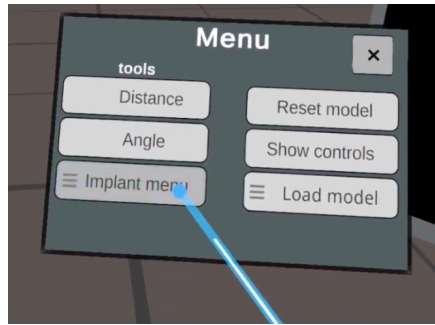 Menu
×
tools
Distance
Angle
Implant menu
Reset model
Show controls
Load model